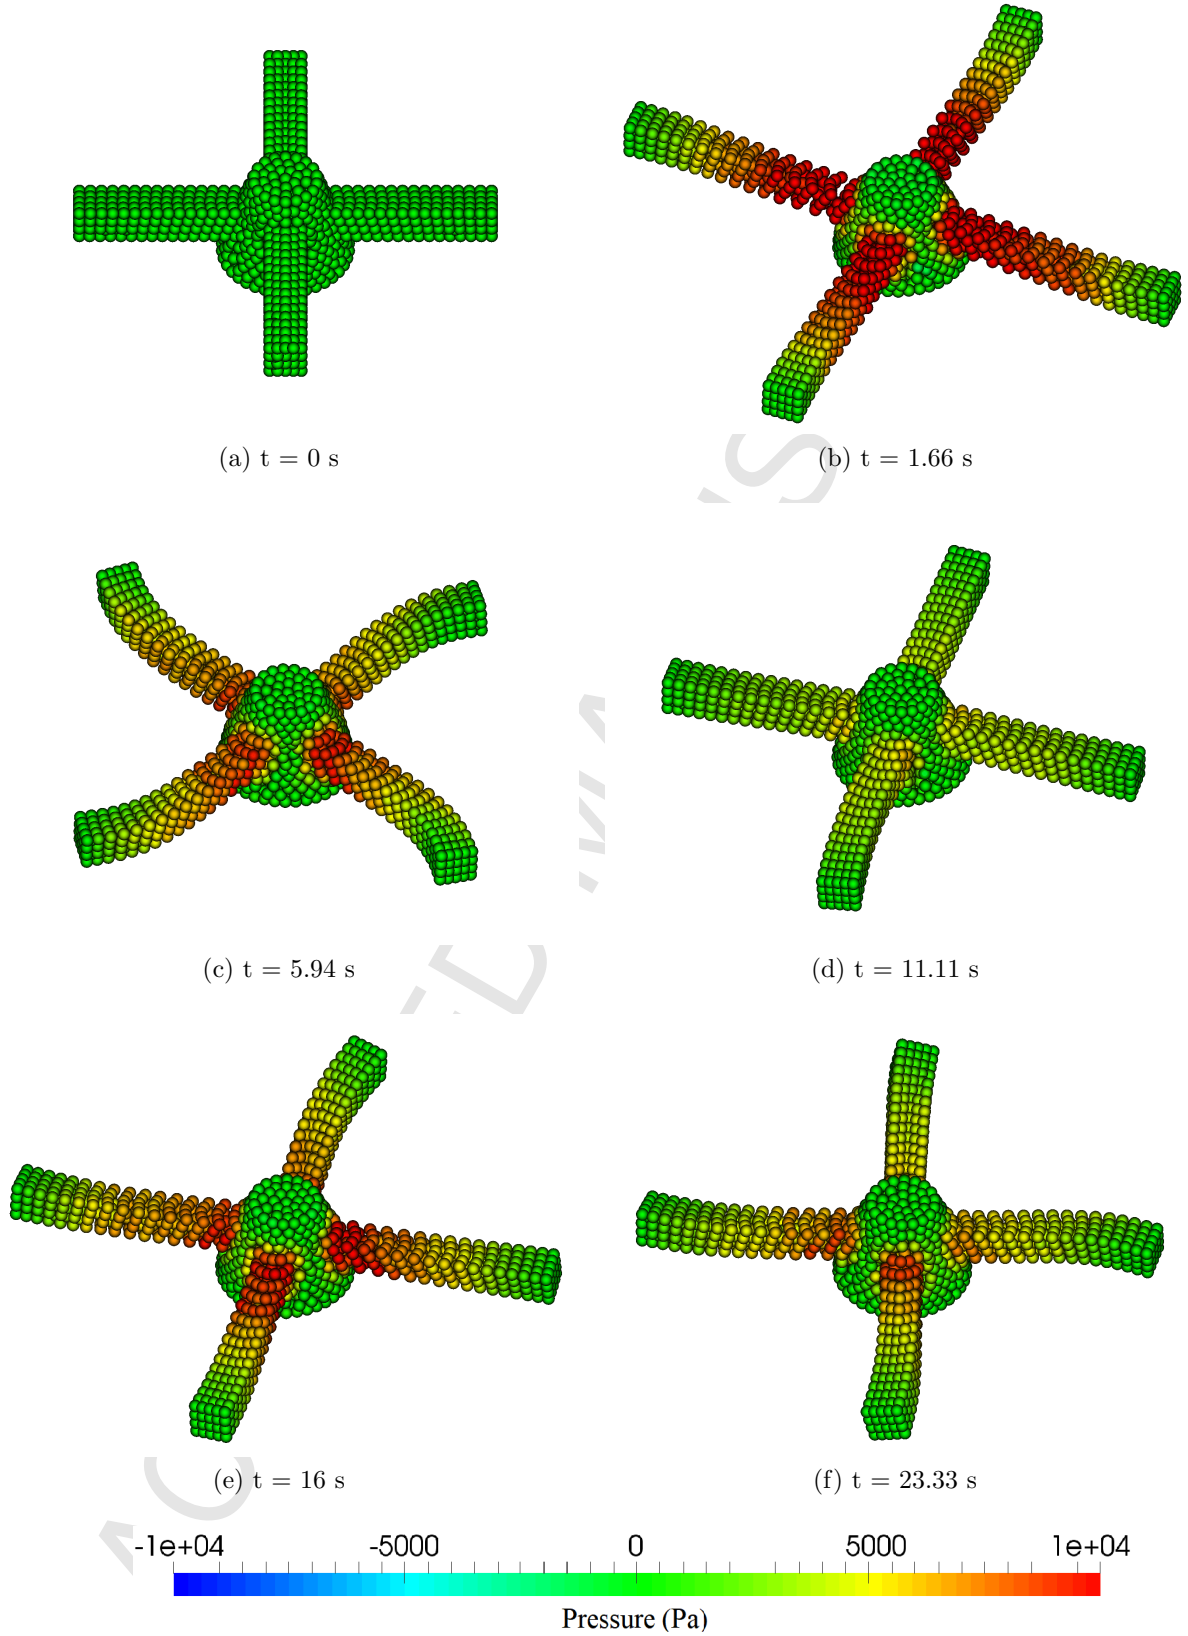 (a) t = 0 s
(b) t = 1.66 s
(c) t = 5.94 s
(d) t = 11.11 s
(e) t = 16 s
(f) t = 23.33 s
-1e+04 -5000 0 5000 1e+04
Pressure (Pa)